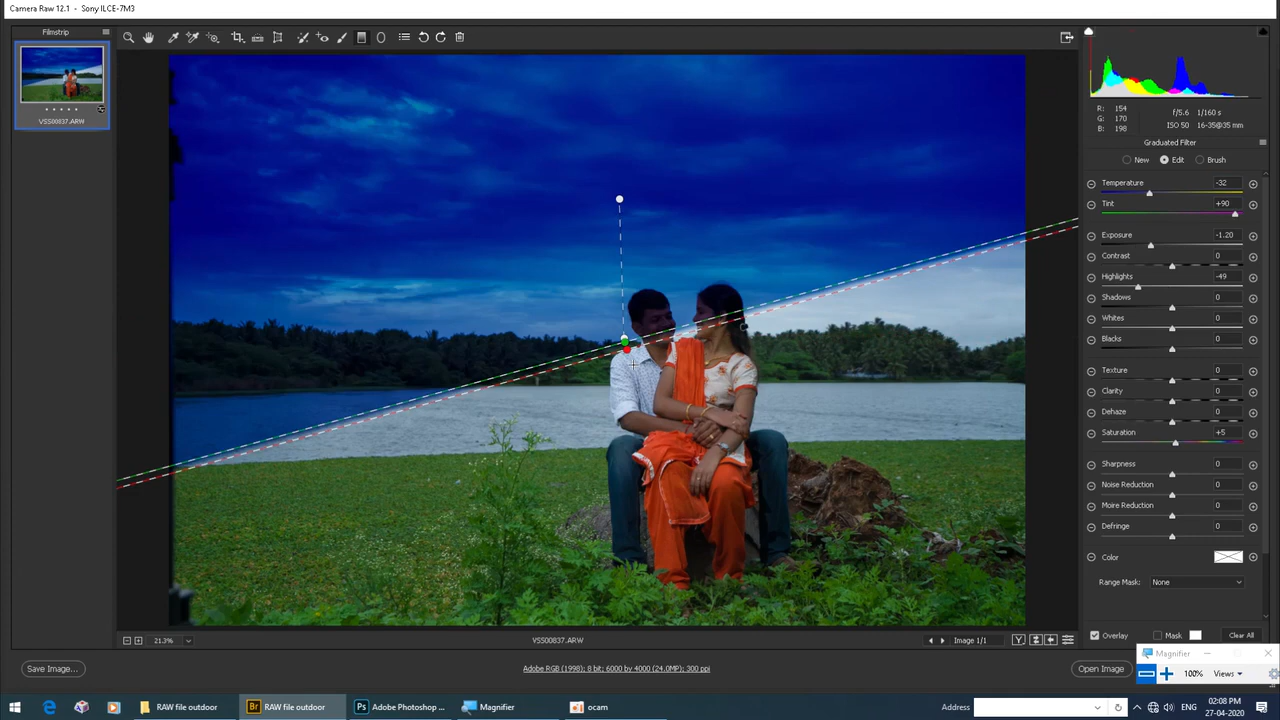 Camera Raw 12.1 - Sony ILCE-7M3
Filmstrip
VSS00837.ARW
R: 154
G: 170
B: 198
f/5.6 1/160 s
ISO 50 16-35@35 mm
Graduated Filter
New Edit Brush
Temperature -32
Tint +90
Exposure -1.20
Contrast 0
Highlights -49
Shadows 0
Whites 0
Blacks 0
Texture 0
Clarity 0
Dehaze 0
Saturation +5
Sharpness 0
Noise Reduction 0
Moire Reduction 0
Defringe 0
Color
Range Mask: None
Overlay Mask Clear All
21.3% VSS00837.ARW Image 1/1
Y
Save Image... Adobe RGB (1998); 8 bit; 6000 by 4000 (24.0MP); 300 ppi Open Image
Magnifier
100% Views
RAW file outdoor Br RAW file outdoor Ps Adobe Photoshop ... Magnifier ocam Address
02:08 PM
27-04-2020